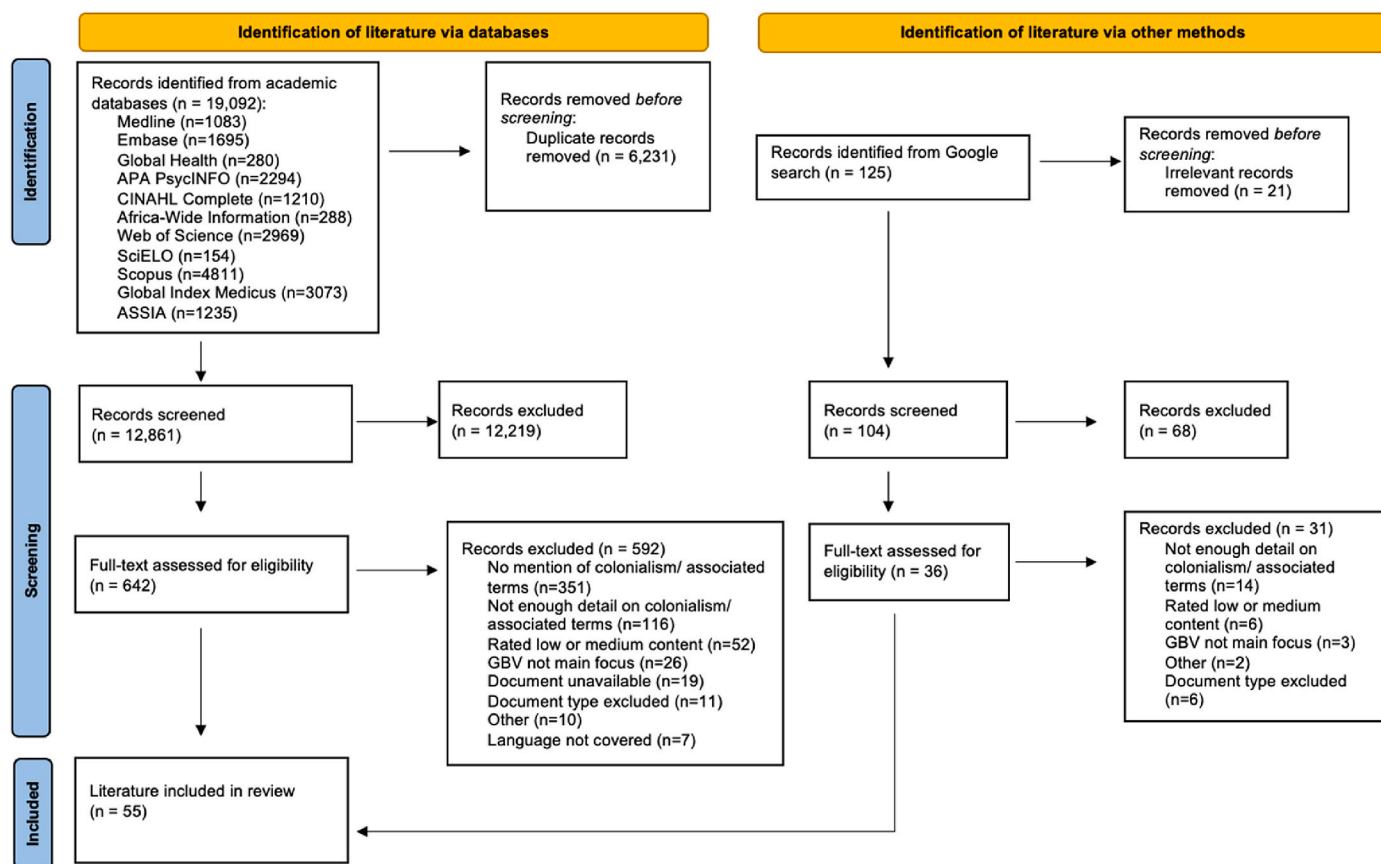 Identification of literature via databases
Identification of literature via other methods
Identification
Records identified from academic
databases (n = 19,092):
Medline (n=1083)
Embase (n=1695)
Global Health (n=280)
APA PsycINFO (n=2294)
CINAHL Complete (n=1210)
Africa-Wide Information (n=288)
Web of Science (n=2969)
SciELO (n=154)
Scopus (n=4811)
Global Index Medicus (n=3073)
ASSIA (n=1235)
Records removed before
screening:
Duplicate records
removed (n = 6,231)
Records identified from Google
search (n = 125)
Records removed before
screening:
Irrelevant records
removed (n = 21)
Screening
Records screened
(n = 12,861)
Records excluded
(n = 12,219)
Records screened
(n = 104)
Records excluded
(n = 68)
Full-text assessed for eligibility
(n = 642)
Records excluded (n = 592)
No mention of colonialism/ associated
terms (n=351)
Not enough detail on colonialism/
associated terms (n=116)
Rated low or medium content (n=52)
GBV not main focus (n=26)
Document unavailable (n=19)
Document type excluded (n=11)
Other (n=10)
Language not covered (n=7)
Full-text assessed for
eligibility (n = 36)
Records excluded (n = 31)
Not enough detail on
colonialism/ associated
terms (n=14)
Rated low or medium
content (n=6)
GBV not main focus (n=3)
Other (n=2)
Document type excluded
(n=6)
Included
Literature included in review
(n = 55)